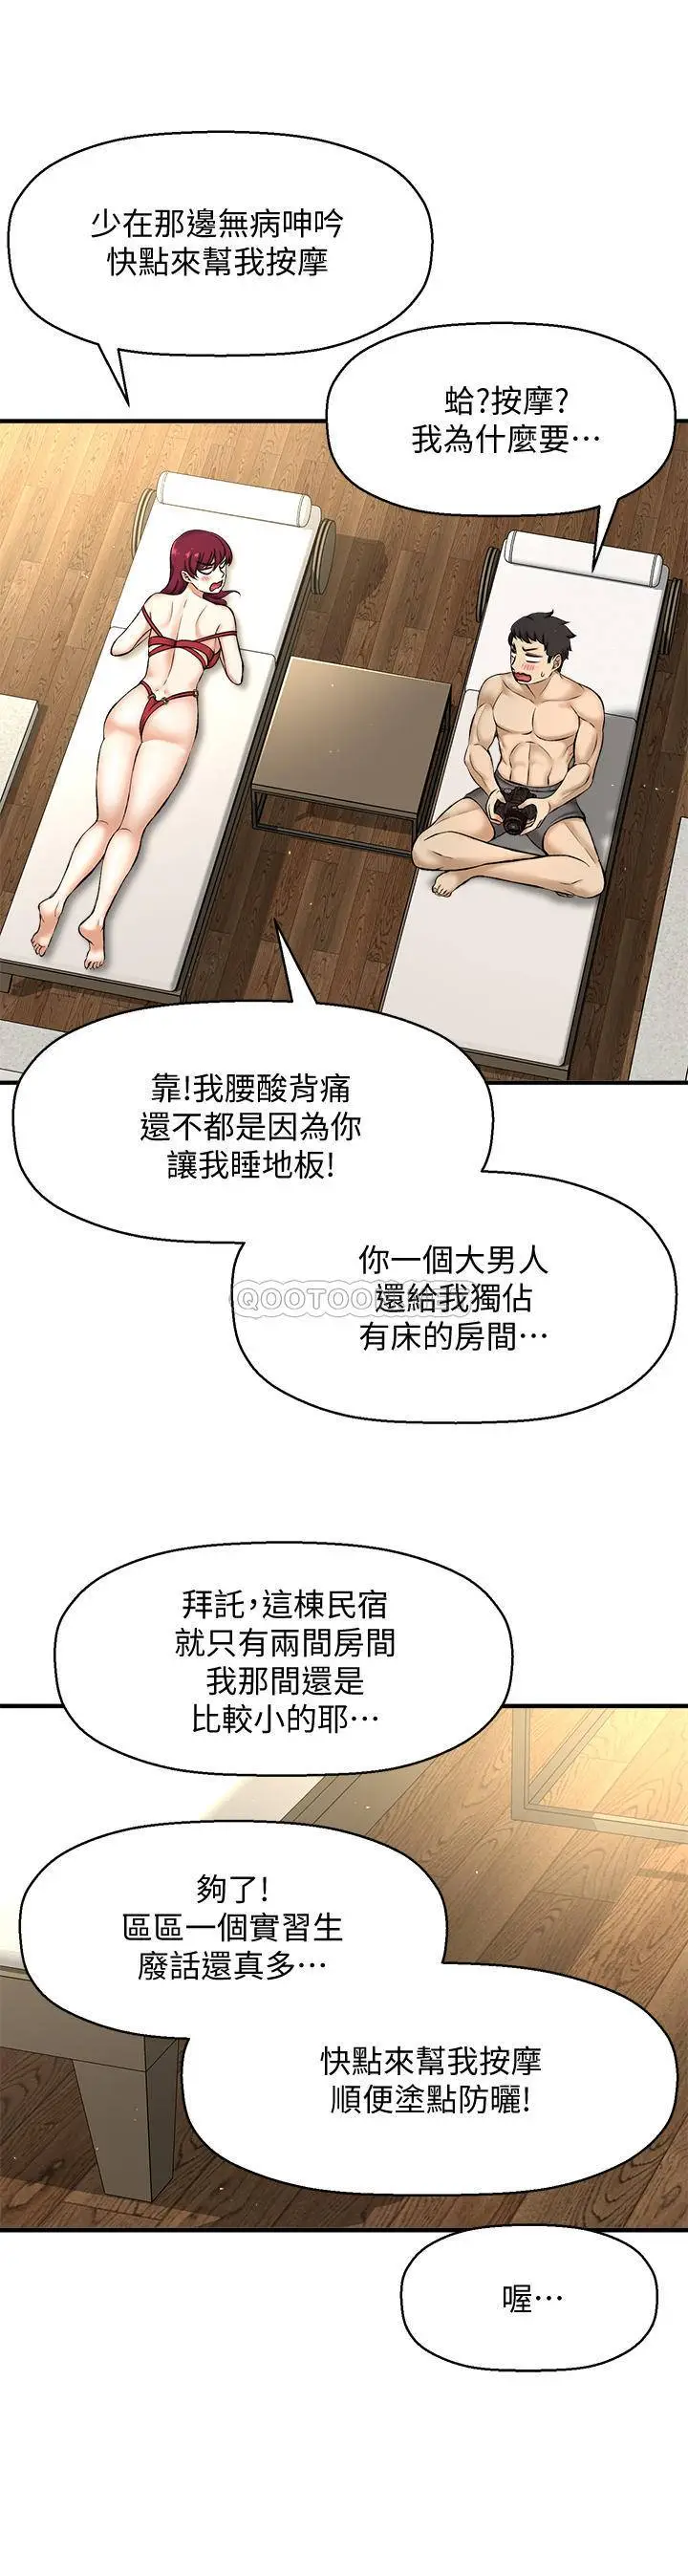 少在那邊無病呻吟
快點來幫我按摩
蛤?按摩?
我為什麼要…
靠!我腰酸背痛
還不都是因為你
讓我睡地板!
你一個大男人
還給我獨佔
有床的房間…
拜託,這棟民宿
就只有兩間房間
我那間還是
比較小的耶…
夠了!
區區一個實習生
廢話還真多…
快點來幫我按摩
順便塗點防曬!
喔…